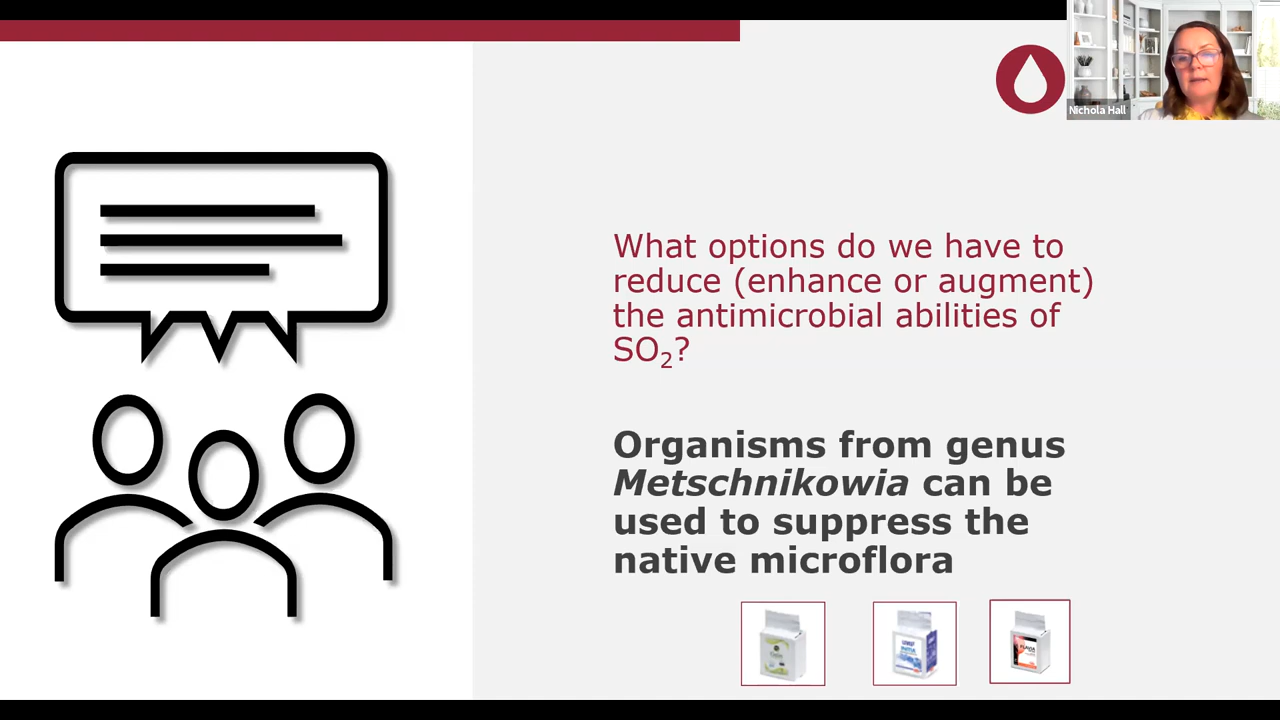 Nichola Hall
What options do we have to
reduce (enhance or augment)
the antimicrobial abilities of
SO₂?
Organisms from genus
Metschnikowia can be
used to suppress the
native microflora
INITIA